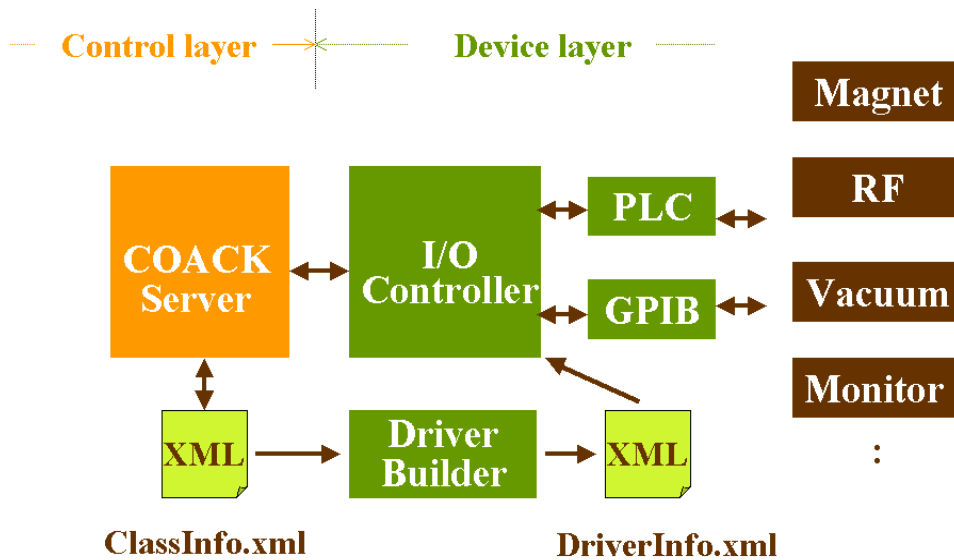 Control layer
Device layer
Magnet
RF
PLC
COACK
Server
I/O
Controller
GPIB
Vacuum
Monitor
XML
Driver
Builder
XML
:
ClassInfo.xml
DriverInfo.xml